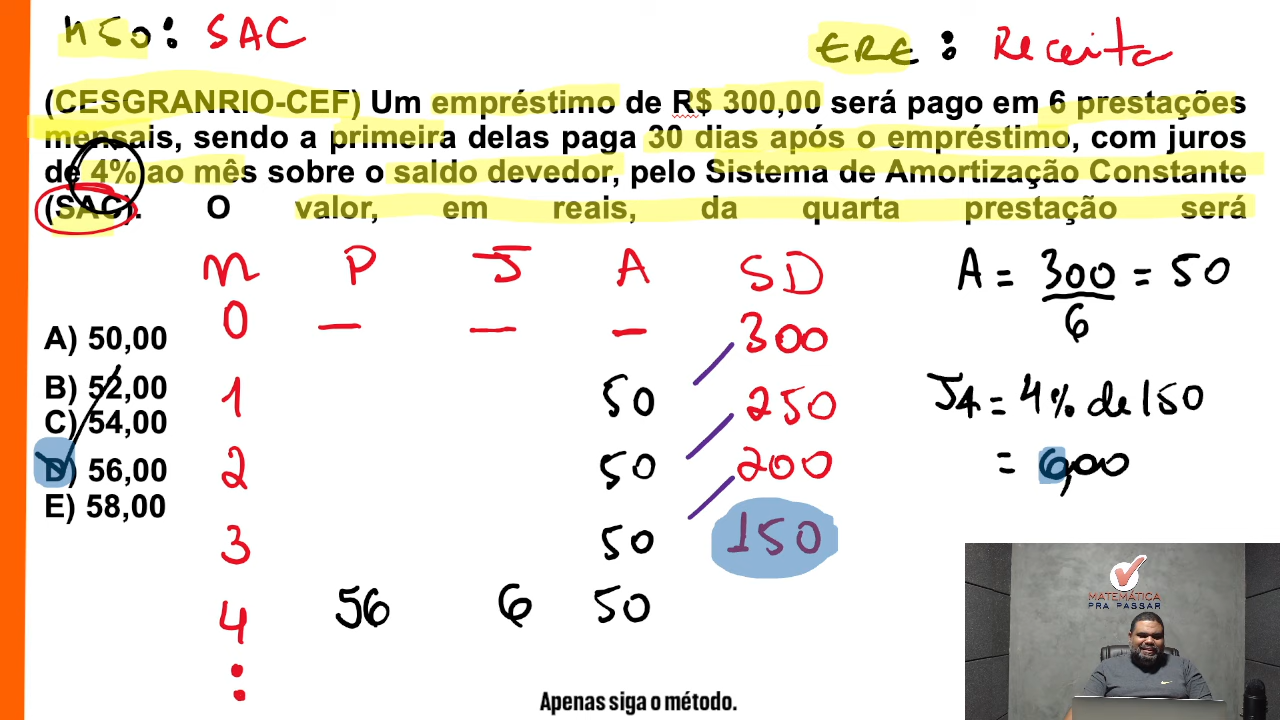 M50: SAC
ERE: Receita
(CESGRANRIO-CEF) Um empréstimo de R$ 300,00 será pago em 6 prestações
mensais, sendo a primeira delas paga 30 dias após o empréstimo, com juros
de 4% ao mês sobre o saldo devedor, pelo Sistema de Amortização Constante
(SAC). O valor, em reais, da quarta prestação será
A) 50,00
B) 52,00
C) 54,00
D) 56,00
E) 58,00
n P J A SD
0 — — — 300
1 50 250
2 50 200
3 50 150
4 56 6 50
:
A = 300/6 = 50
J4 = 4% de 150
= 6,00
MATEMÁTICA
PRA PASSAR
Apenas siga o método.